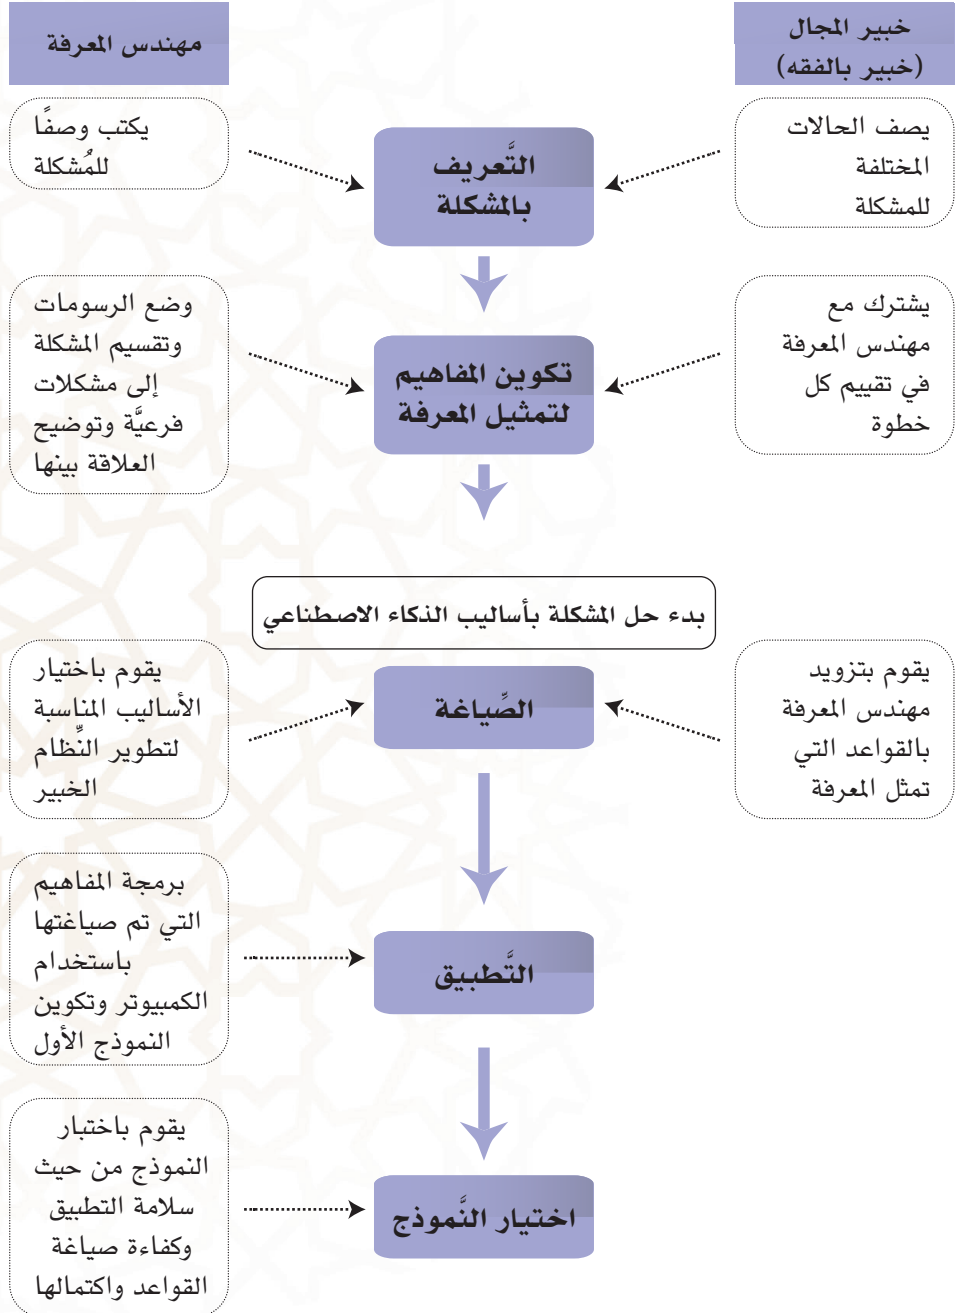 خبير المجال
(خبير بالفقه)
مهندس المعرفة
يصف الحالات
المختلفة
للمشكلة
التَّعريف
بالمشكلة
يكتب وصفًا
للمُشكلة
يشترك مع
مهندس المعرفة
في تقييم كل
خطوة
تكوين المفاهيم
لتمثيل المعرفة
وضع الرسومات
وتقسيم المشكلة
إلى مشكلات
فرعيَّة وتوضيح
العلاقة بينها
بدء حل المشكلة بأساليب الذكاء الاصطناعي
يقوم بتزويد
مهندس المعرفة
بالقواعد التي
تمثل المعرفة
الصِّياغة
يقوم باختيار
الأساليب المناسبة
لتطوير النِّظام
الخبير
التَّطبيق
برمجة المفاهيم
التي تم صياغتها
باستخدام
الكمبيوتر وتكوين
النموذج الأول
اختيار النَّموذج
يقوم باختبار
النموذج من حيث
سلامة التطبيق
وكفاءة صياغة
القواعد واكتمالها